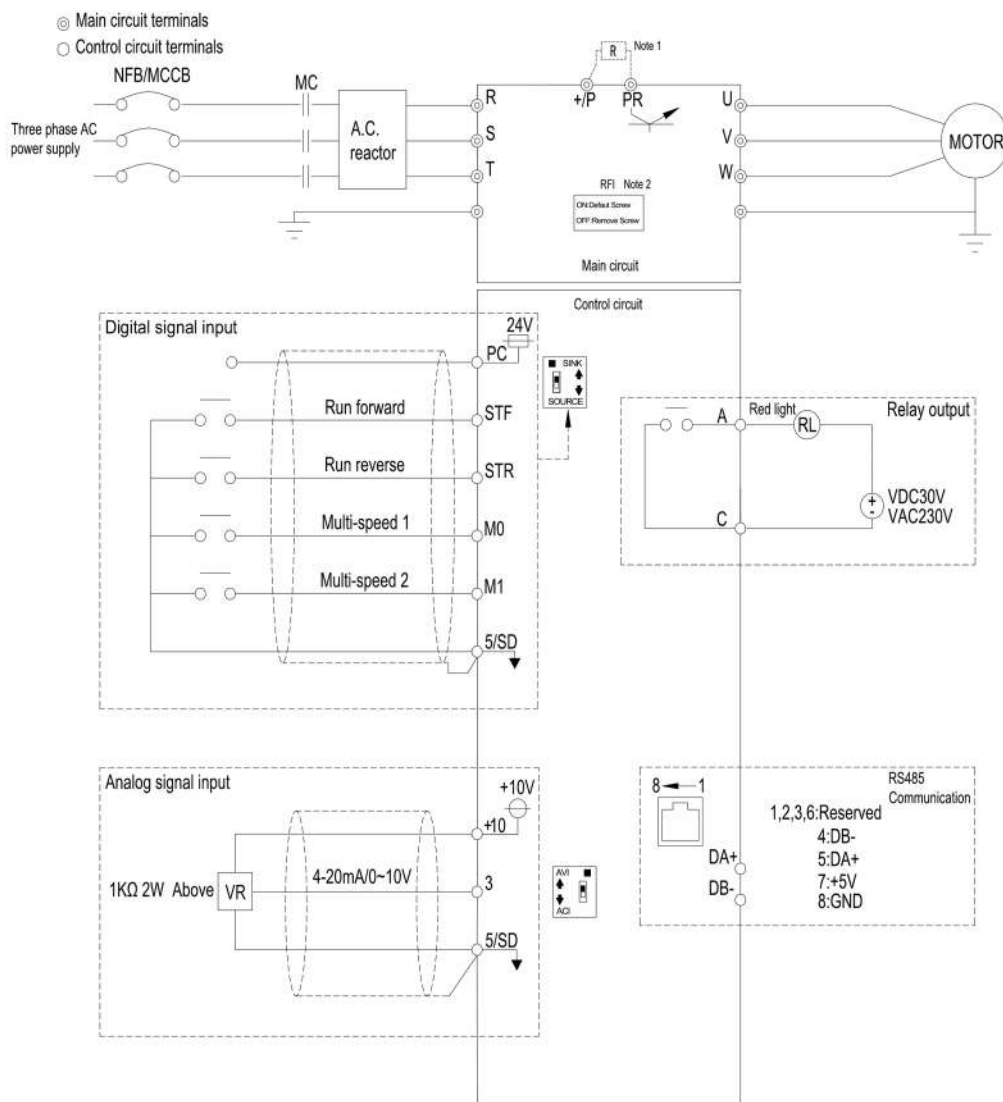 Main circuit terminals
Control circuit terminals
NFB/MCCB
MC
Three phase AC
power supply
A.C.
reactor
R
S
T
R
Note 1
+/P
PR
U
V
W
MOTOR
RFI Note 2
ON:Defaut Screw
OFF:Remove Screw
Main circuit
Control circuit
Digital signal input
24V
PC
SINK
SOURCE
Run forward
STF
Run reverse
STR
Multi-speed 1
M0
Multi-speed 2
M1
5/SD
Relay output
A
Red light
RL
C
+
-
VDC30V
VAC230V
Analog signal input
+10V
+10
4-20mA/0~10V
3
1KΩ 2W Above
VR
5/SD
AVI
ACI
RS485
Communication
8
1
1,2,3,6:Reserved
4:DB-
5:DA+
7:+5V
8:GND
DA+
DB-